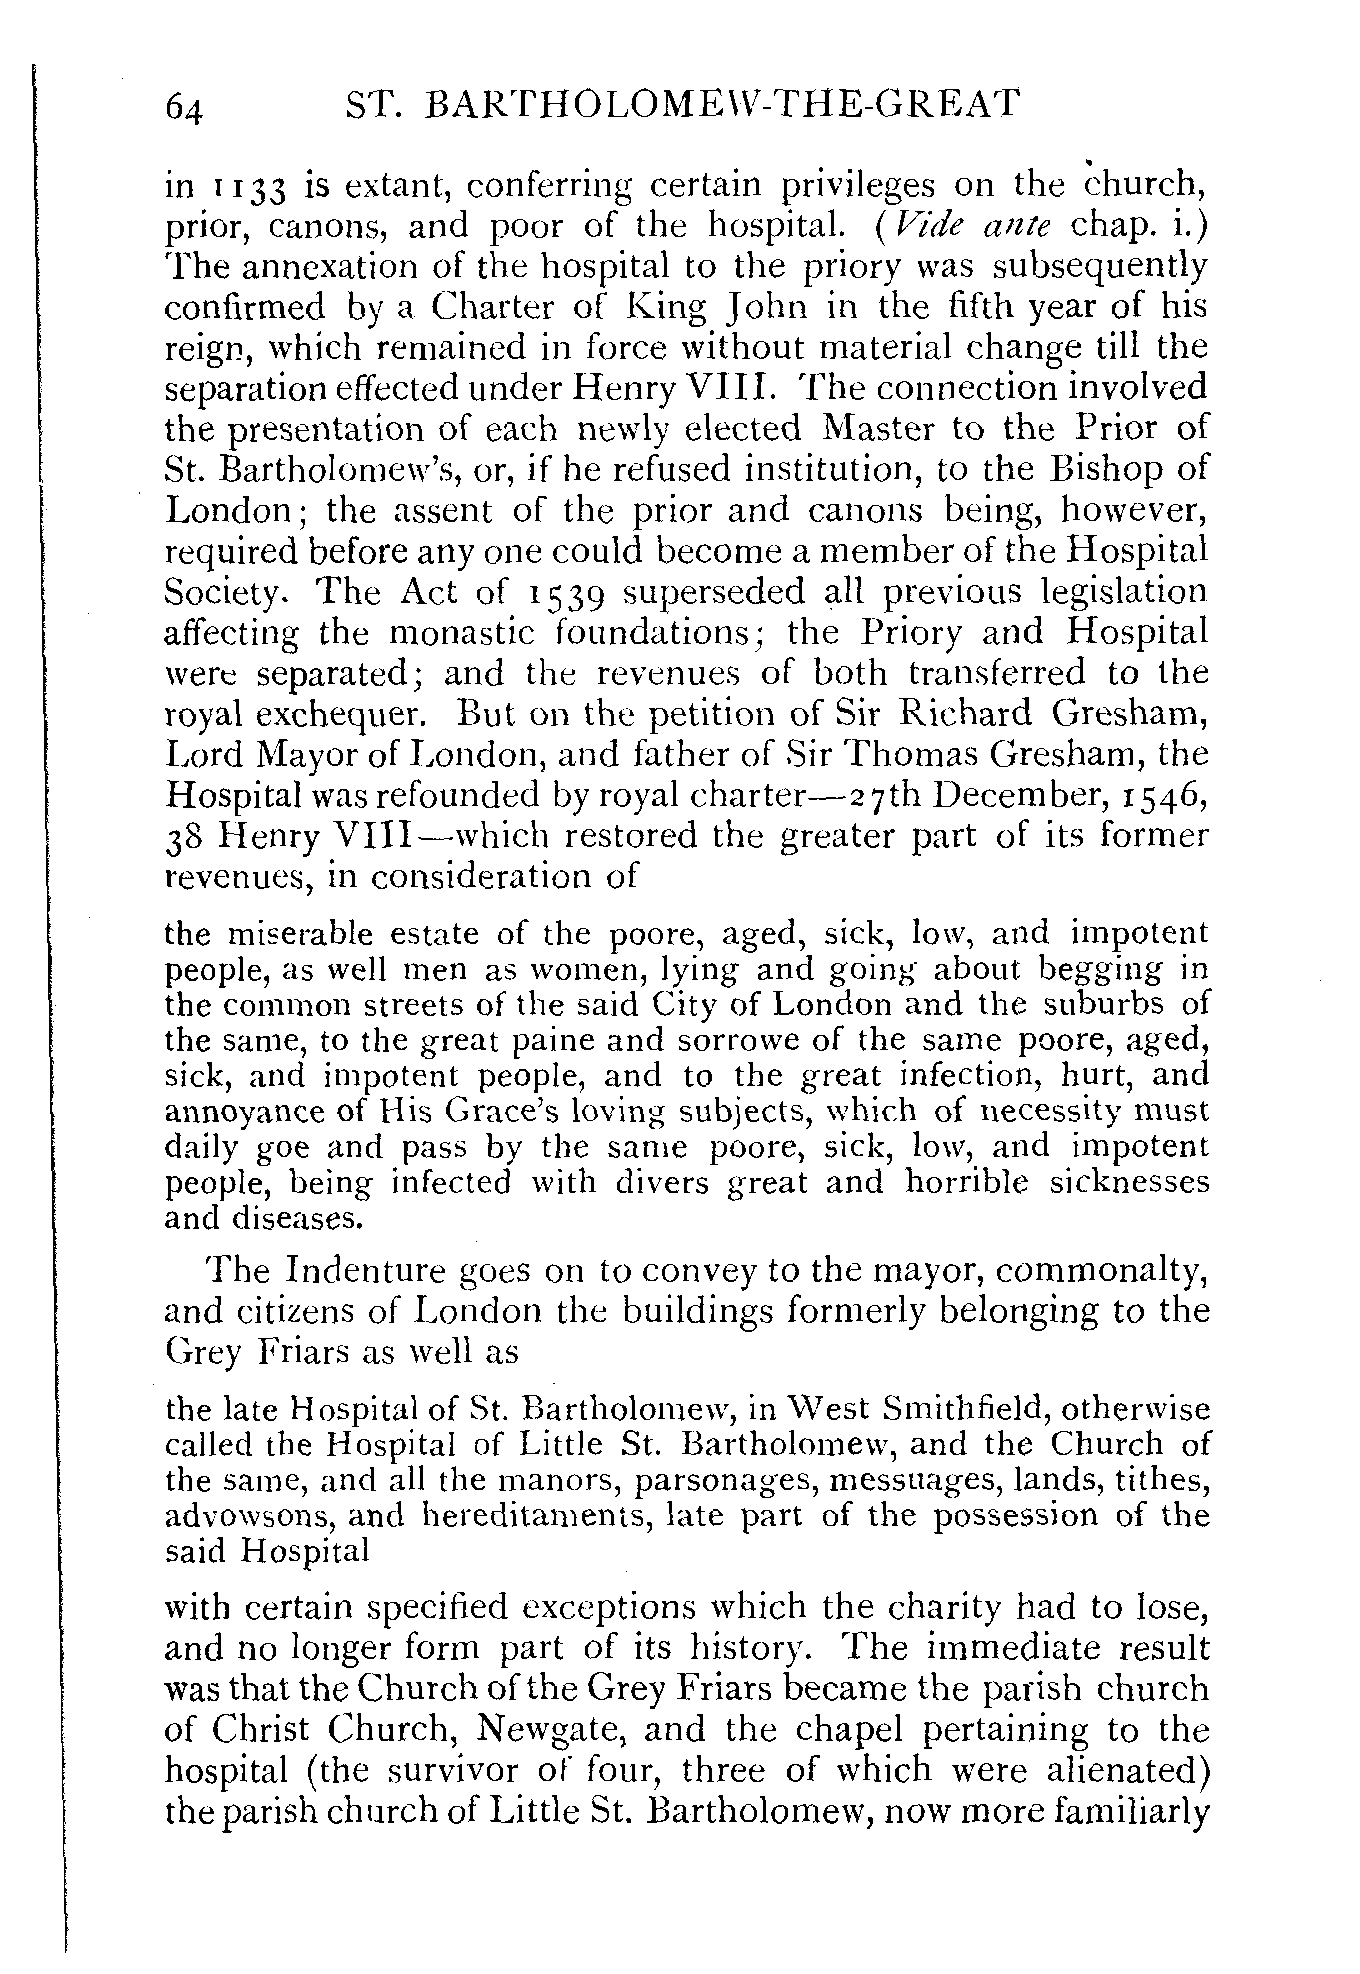 64 ST. BARTHOLOMEW-THE-GREAT
in 1133 is extant, conferring certain privileges on the church,
prior, canons, and poor of the hospital. (Vide ante chap. i.)
The annexation of the hospital to the priory was subsequently
confirmed by a Charter of King John in the fifth year of his
reign, which remained in force without material change till the
separation effected under Henry VIII. The connection involved
the presentation of each newly elected Master to the Prior of
St. Bartholomew's, or, if he refused institution, to the Bishop of
London; the assent of the prior and canons being, however,
required before any one could become a member of the Hospital
Society. The Act of 1539 superseded all previous legislation
affecting the monastic foundations; the Priory and Hospital
were separated; and the revenues of both transferred to the
royal exchequer. But on the petition of Sir Richard Gresham,
Lord Mayor of London, and father of Sir Thomas Gresham, the
Hospital was refounded by royal charter—27th December, 1546,
38 Henry VIII—which restored the greater part of its former
revenues, in consideration of
the miserable estate of the poore, aged, sick, low, and impotent
people, as well men as women, lying and going about begging in
the common streets of the said City of London and the suburbs of
the same, to the great paine and sorrowe of the same poore, aged,
sick, and impotent people, and to the great infection, hurt, and
annoyance of His Grace's loving subjects, which of necessity must
daily goe and pass by the same poore, sick, low, and impotent
people, being infected with divers great and horrible sicknesses
and diseases.
The Indenture goes on to convey to the mayor, commonalty,
and citizens of London the buildings formerly belonging to the
Grey Friars as well as
the late Hospital of St. Bartholomew, in West Smithfield, otherwise
called the Hospital of Little St. Bartholomew, and the Church of
the same, and all the manors, parsonages, messuages, lands, tithes,
advowsons, and hereditaments, late part of the possession of the
said Hospital
with certain specified exceptions which the charity had to lose,
and no longer form part of its history. The immediate result
was that the Church of the Grey Friars became the parish church
of Christ Church, Newgate, and the chapel pertaining to the
hospital (the survivor of four, three of which were alienated)
the parish church of Little St. Bartholomew, now more familiarly